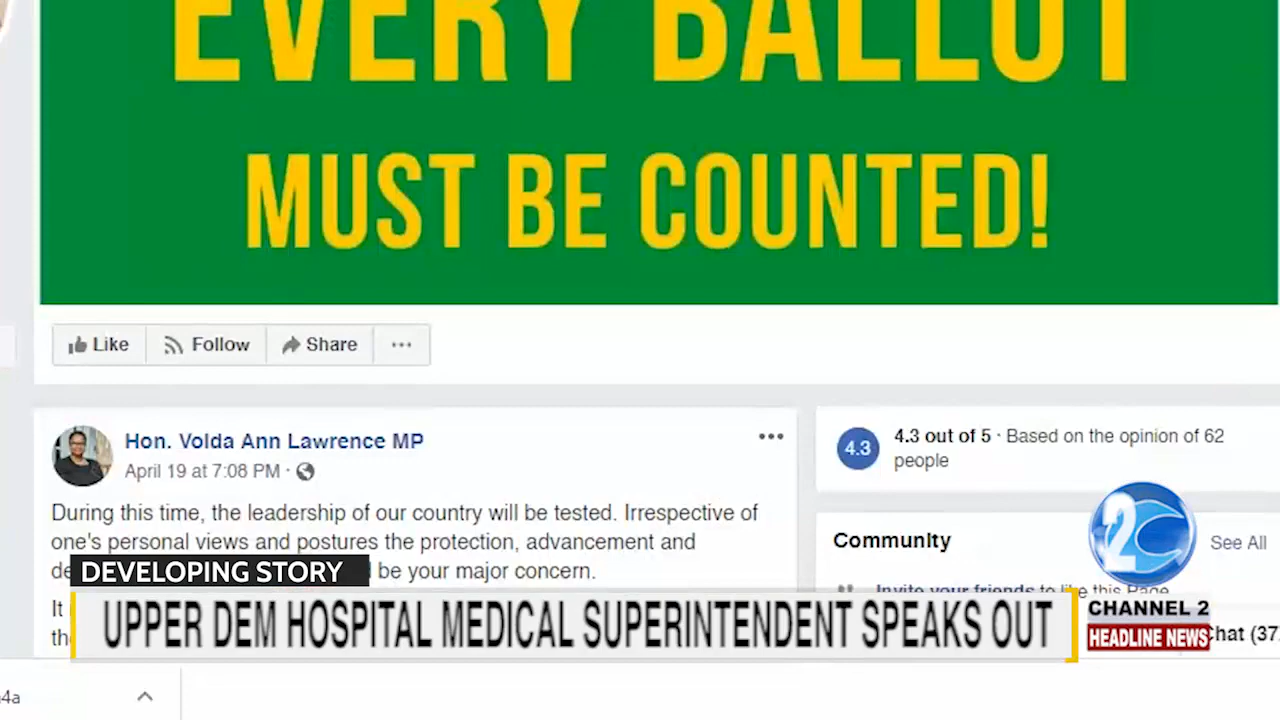 EVERY BALLOT
MUST BE COUNTED!
Like
Follow
Share
Hon. Volda Ann Lawrence MP
April 19 at 7:08 PM ·
During this time, the leadership of our country will be tested. Irrespective of
one's personal views and postures the protection, advancement and
be your major concern.
It
4.3
4.3 out of 5 · Based on the opinion of 62
people
Community
See All
Invite your friends to like this Page
Chat (37
4a
DEVELOPING STORY
UPPER DEM HOSPITAL MEDICAL SUPERINTENDENT SPEAKS OUT
2
CHANNEL 2
HEADLINE NEWS